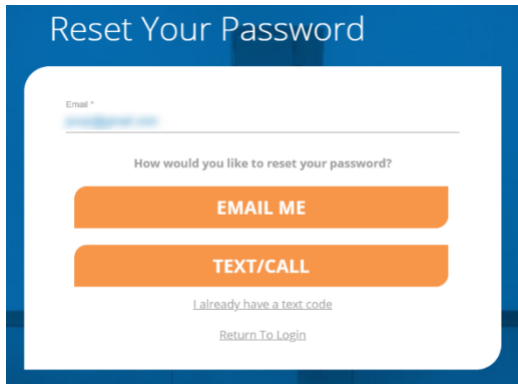 Reset Your Password
Email *
How would you like to reset your password?
EMAIL ME
TEXT/CALL
I already have a text code
Return To Login